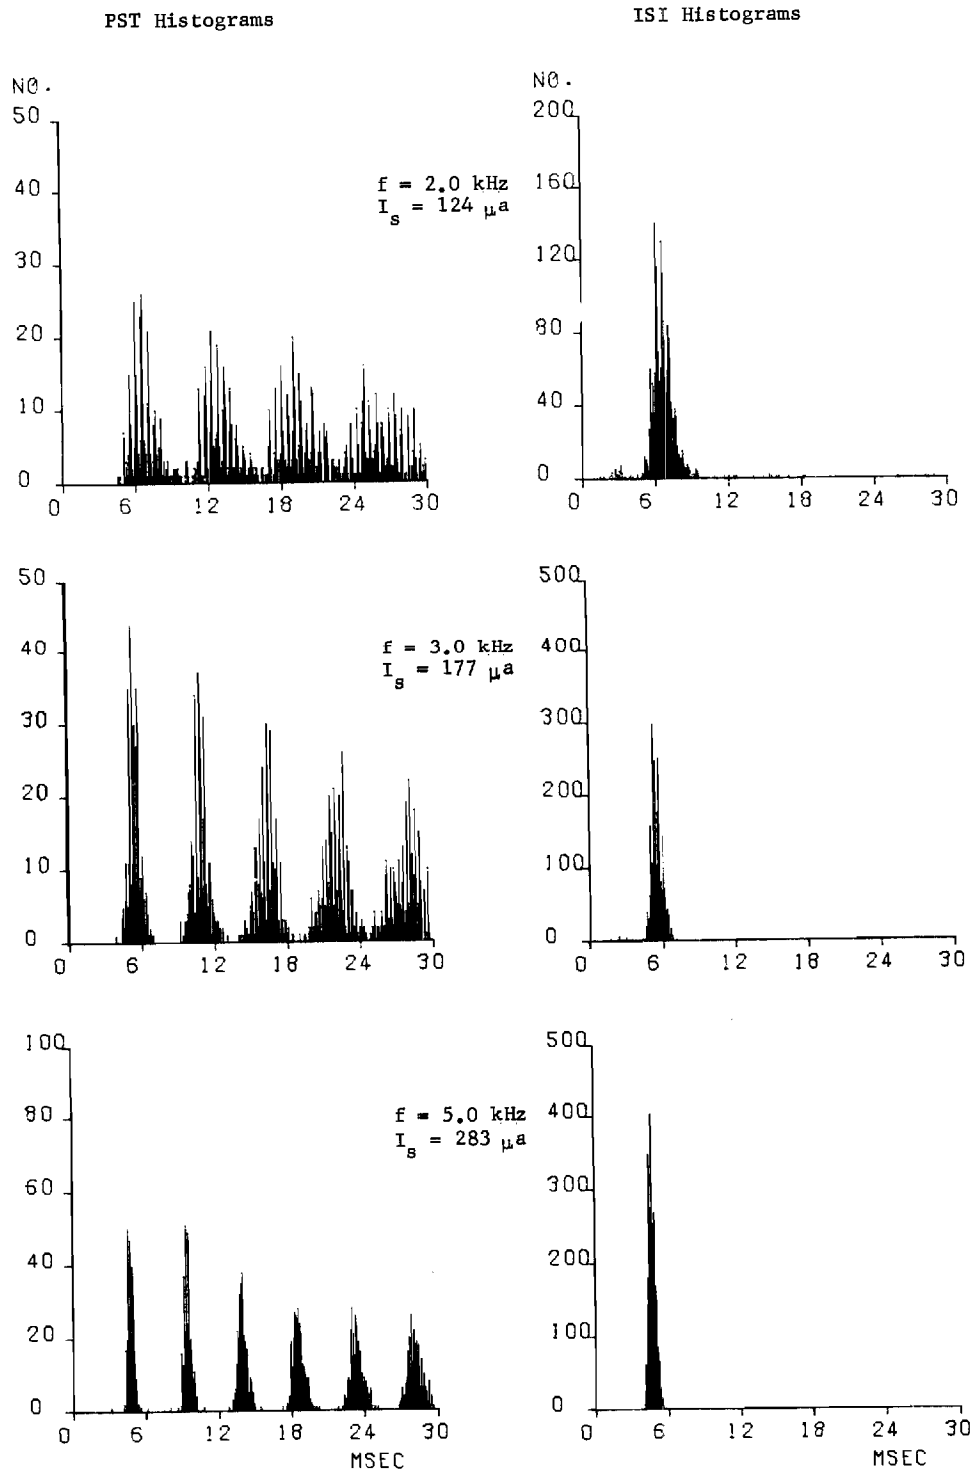 PST Histograms
ISI Histograms
NO.
50
40
30
20
10
0
0 6 12 18 24 30
f = 2.0 kHz
I_s = 124 μa
NO.
200
160
120
80
40
0
0 6 12 18 24 30
50
40
30
20
10
0
0 6 12 18 24 30
f = 3.0 kHz
I_s = 177 μa
500
400
300
200
100
0
0 6 12 18 24 30
100
80
60
40
20
0
0 6 12 18 24 30
MSEC
f = 5.0 kHz
I_s = 283 μa
500
400
300
200
100
0
0 6 12 18 24 30
MSEC